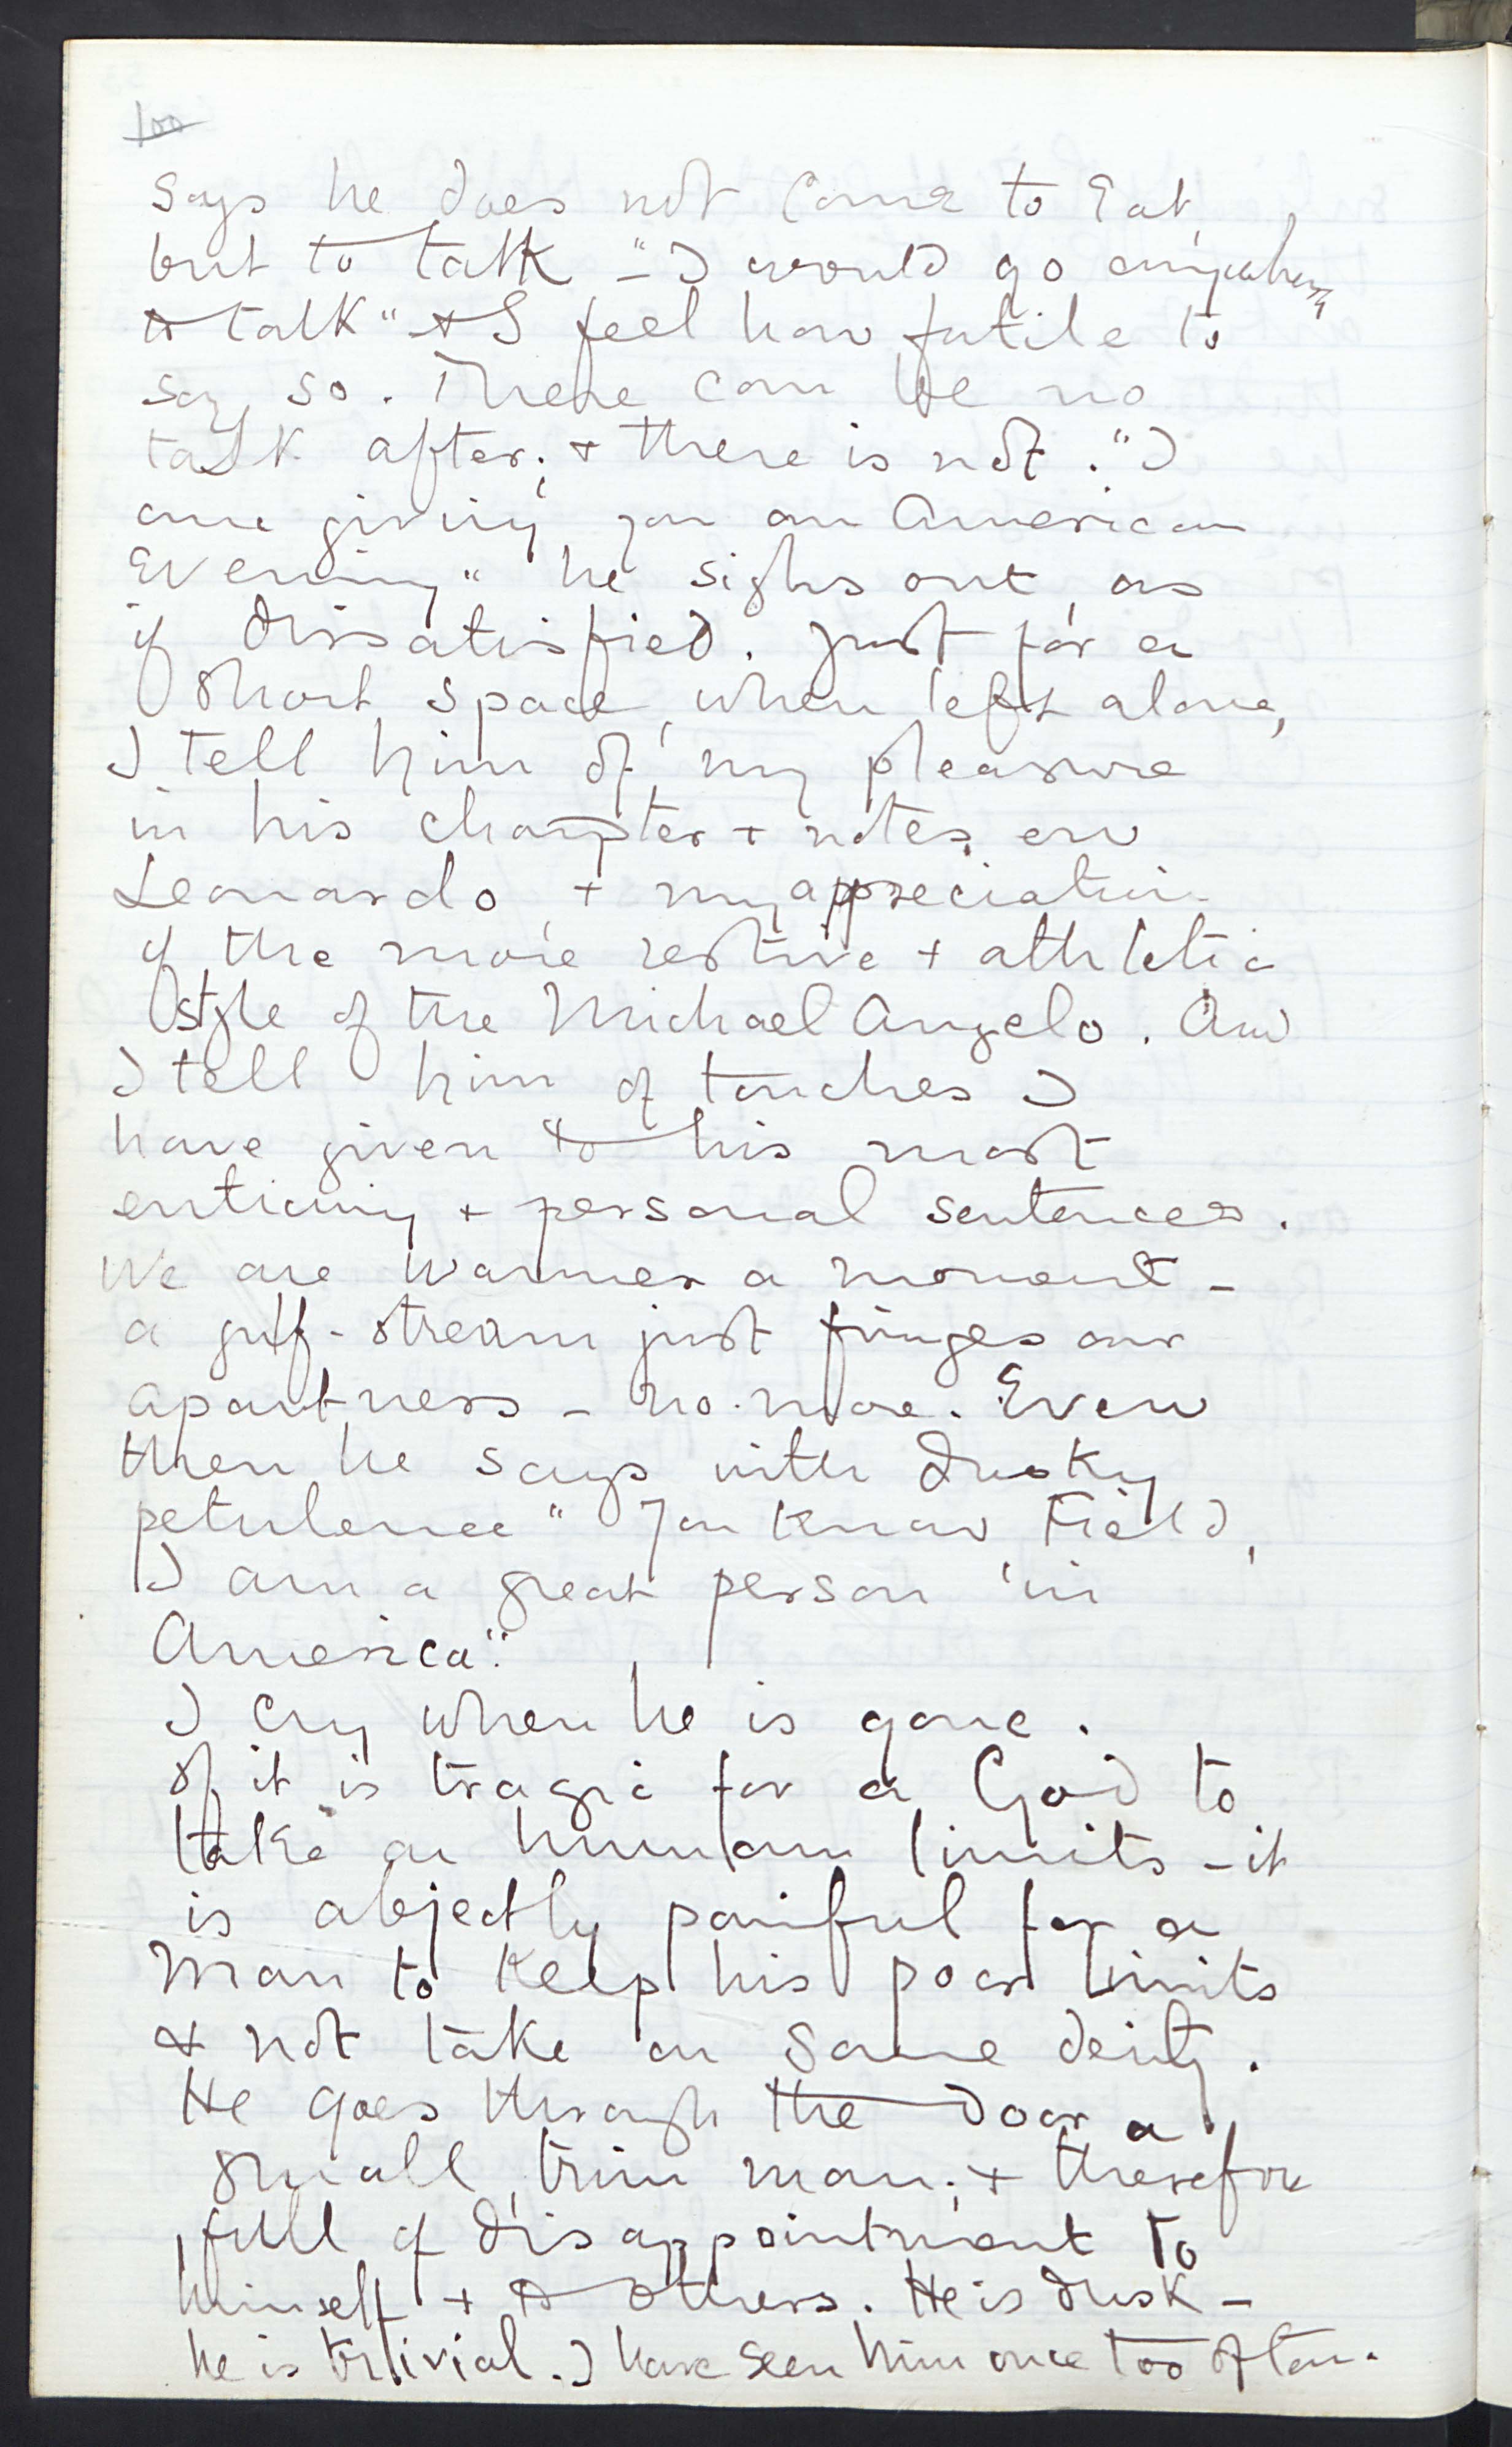 100
says he does not come to eat,
but to talk – "I would go anywhere
to talk" & I feel how futile to
say so. There can be no
talk after; & there is not. "I
am giving you an American
Evening" he sighs out, as
if dissatisfied. Just for a
short space, when left alone,
I tell him of my pleasure
in his chapter + notes on
Leonardo, + my appreciation
of the more restive + athletic
style of the Michael Angelo. And
I tell him of touches I
have given to his most
enticing + personal sentences.
We are warmer a moment –
a gulf-stream just fringes our
apartness – no more. Even
then he says with dusky
petulence "You know, Field,
I am a great person in
America".
I cry when he is gone.
If it is tragic for a God to
take on human limits – it
is abjectly painful for a
man to keep his poor limits
& not take on some deity.
He goes through the door a
small, trim man; + therefore
full of disappointment to
himself + to others. He is dusk –
he is trivial. I have seen him once too often.